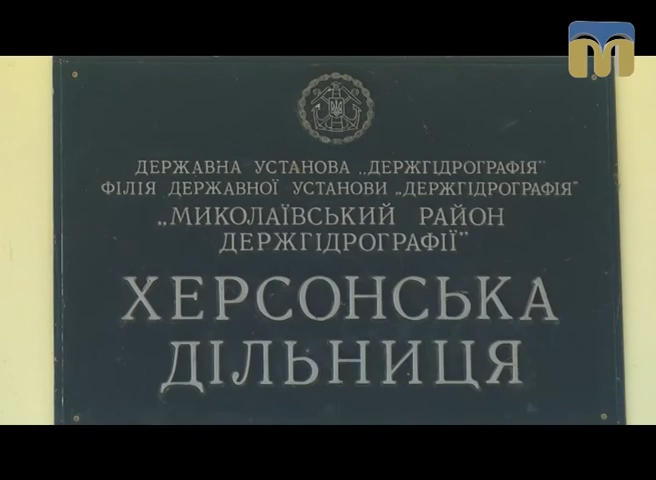 ДЕРЖАВНА УСТАНОВА „ДЕРЖГІДРОГРАФІЯ"
ФІЛІЯ ДЕРЖАВНОЇ УСТАНОВИ „ДЕРЖГІДРОГРАФІЯ"
„МИКОЛАЇВСЬКИЙ РАЙОН
ДЕРЖГІДРОГРАФІЇ"
ХЕРСОНСЬКА
ДІЛЬНИЦЯ